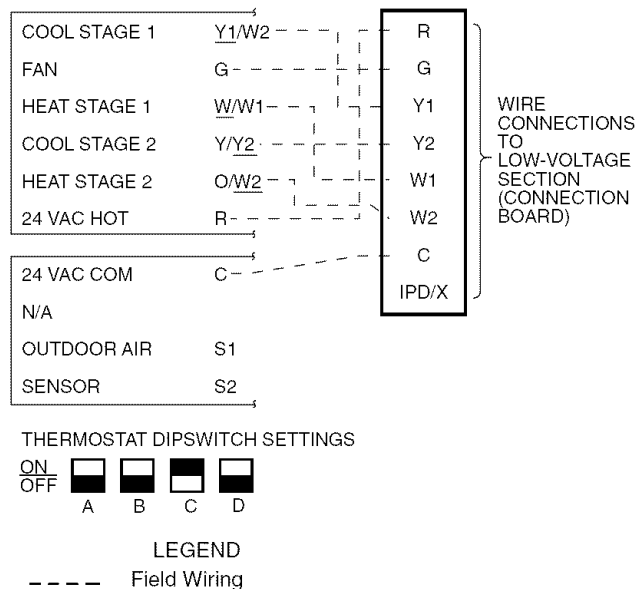 COOL STAGE 1 Y1/W2 R
FAN G G
HEAT STAGE 1 W/W1 Y1
COOL STAGE 2 Y/Y2 Y2
HEAT STAGE 2 O/W2 W1
24 VAC HOT R W2
24 VAC COM C C
N/A IPD/X
OUTDOOR AIR S1
SENSOR S2
WIRE
CONNECTIONS
TO
LOW-VOLTAGE
SECTION
(CONNECTION
BOARD)
THERMOSTAT DIPSWITCH SETTINGS
ON
OFF
A B C D
LEGEND
Field Wiring